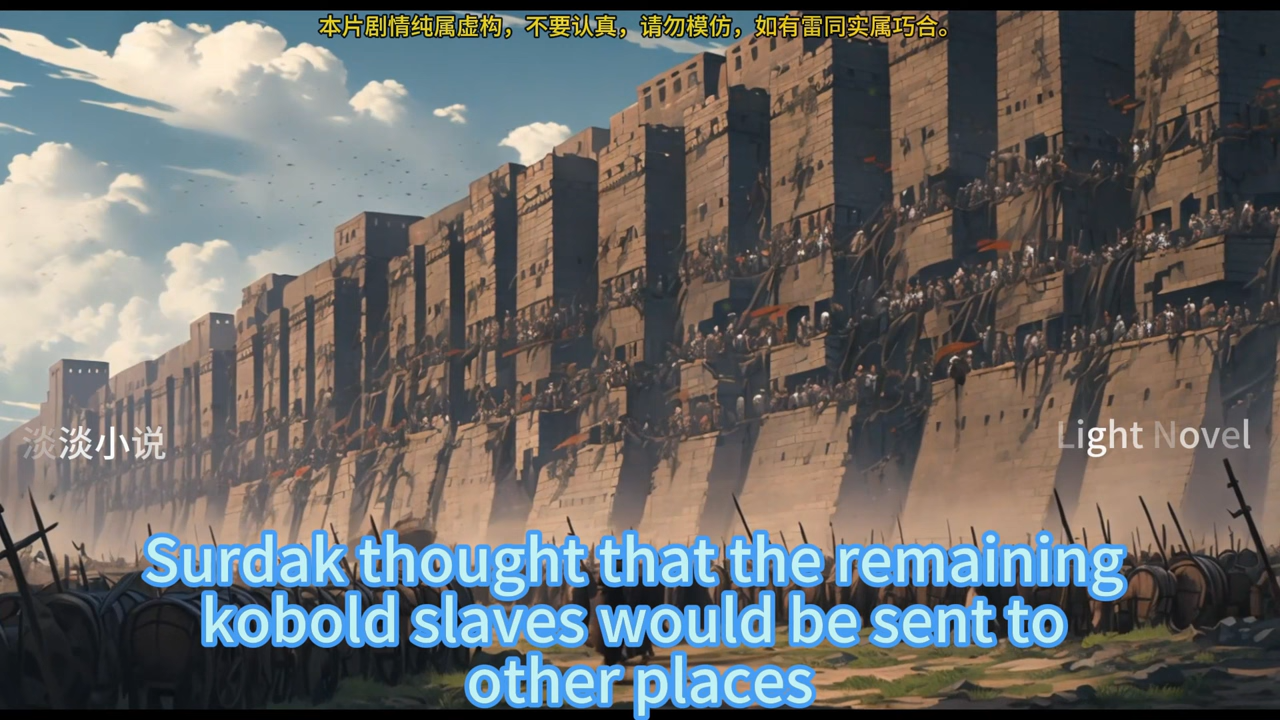 本片剧情纯属虚构，不要认真，请勿模仿，如有雷同实属巧合。
淡淡小说
Light Novel
Surdak thought that the remaining
kobold slaves would be sent to
other places